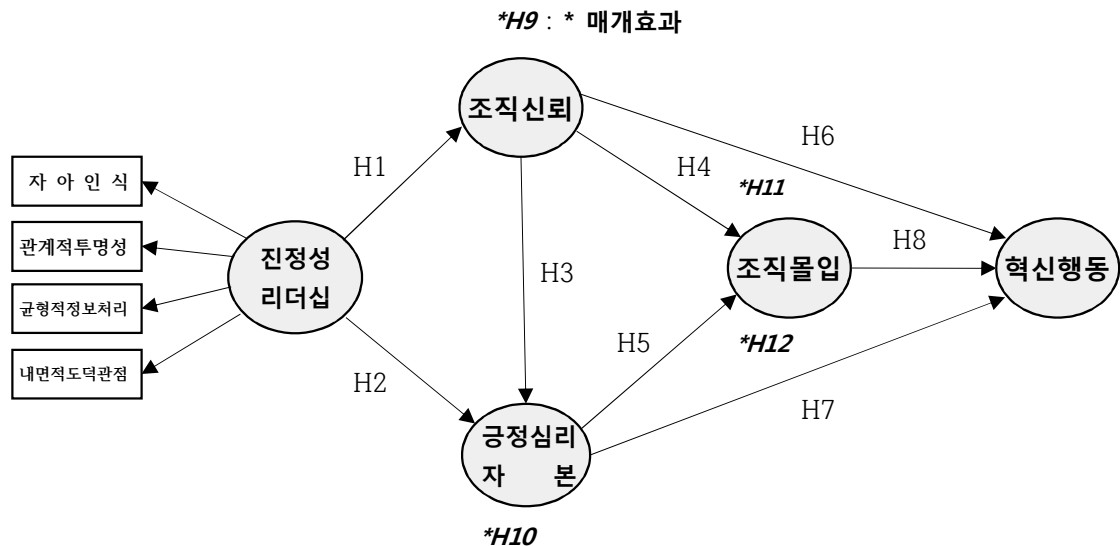 *H9 : * 매개효과
조직신뢰
H6
H1
H4
*H11
자 아 인 식
관계적투명성
균형적정보처리
내면적도덕관점
진정성
리더십
H3
조직몰입
H8
혁신행동
*H12
H5
H2
H7
긍정심리
자 본
*H10